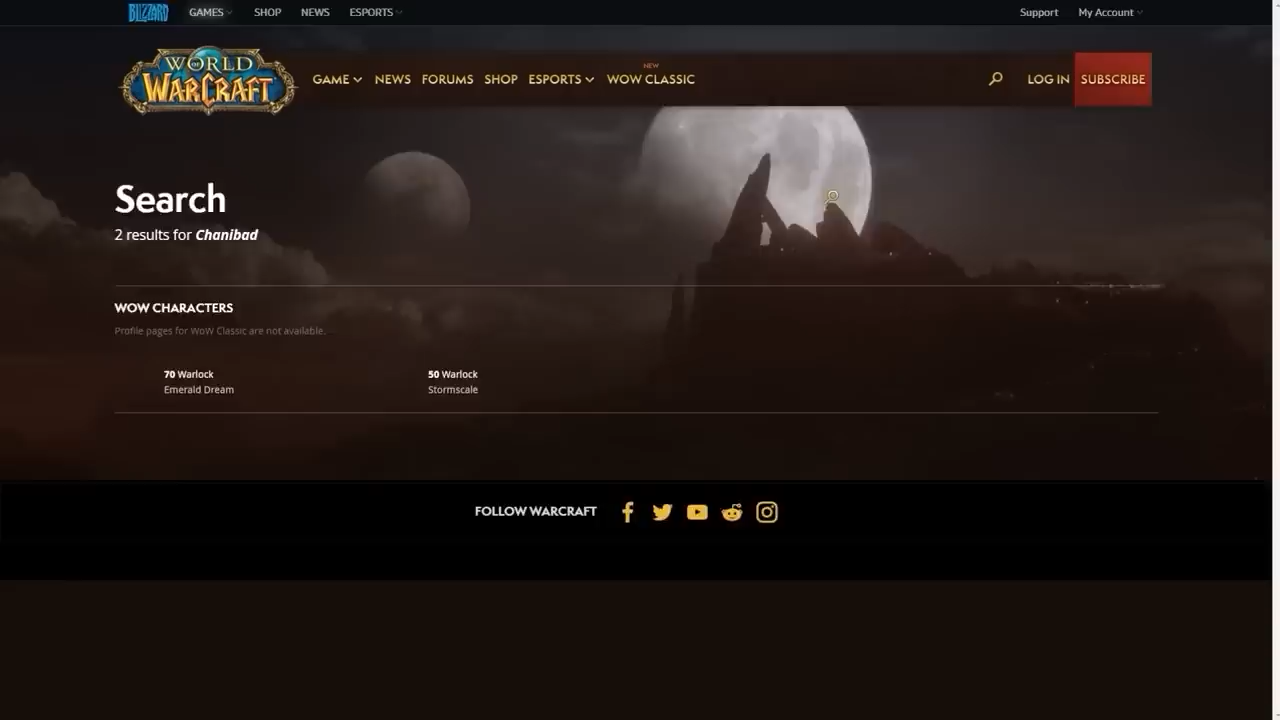 BLIZZARD GAMES SHOP NEWS ESPORTS Support My Account
WORLD OF WARCRAFT
NEW
GAME NEWS FORUMS SHOP ESPORTS WOW CLASSIC LOG IN SUBSCRIBE
Search
2 results for Chanibad
WOW CHARACTERS
Profile pages for WoW Classic are not available.
70 Warlock
Emerald Dream
50 Warlock
Stormscale
FOLLOW WARCRAFT